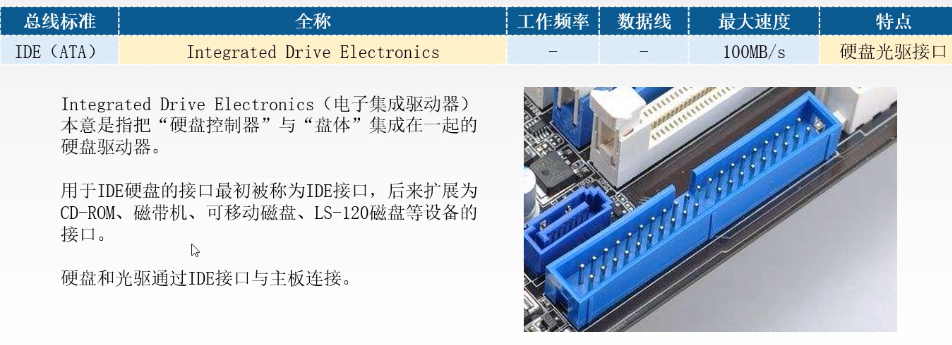 总线标准 全称 工作频率 数据线 最大速度 特点
IDE（ATA） Integrated Drive Electronics - - 100MB/s 硬盘光驱接口
Integrated Drive Electronics（电子集成驱动器）
本意是指把“硬盘控制器”与“盘体”集成在一起的
硬盘驱动器。
用于IDE硬盘的接口最初被称为IDE接口，后来扩展为
CD-ROM、磁带机、可移动磁盘、LS-120磁盘等设备的
接口。
硬盘和光驱通过IDE接口与主板连接。